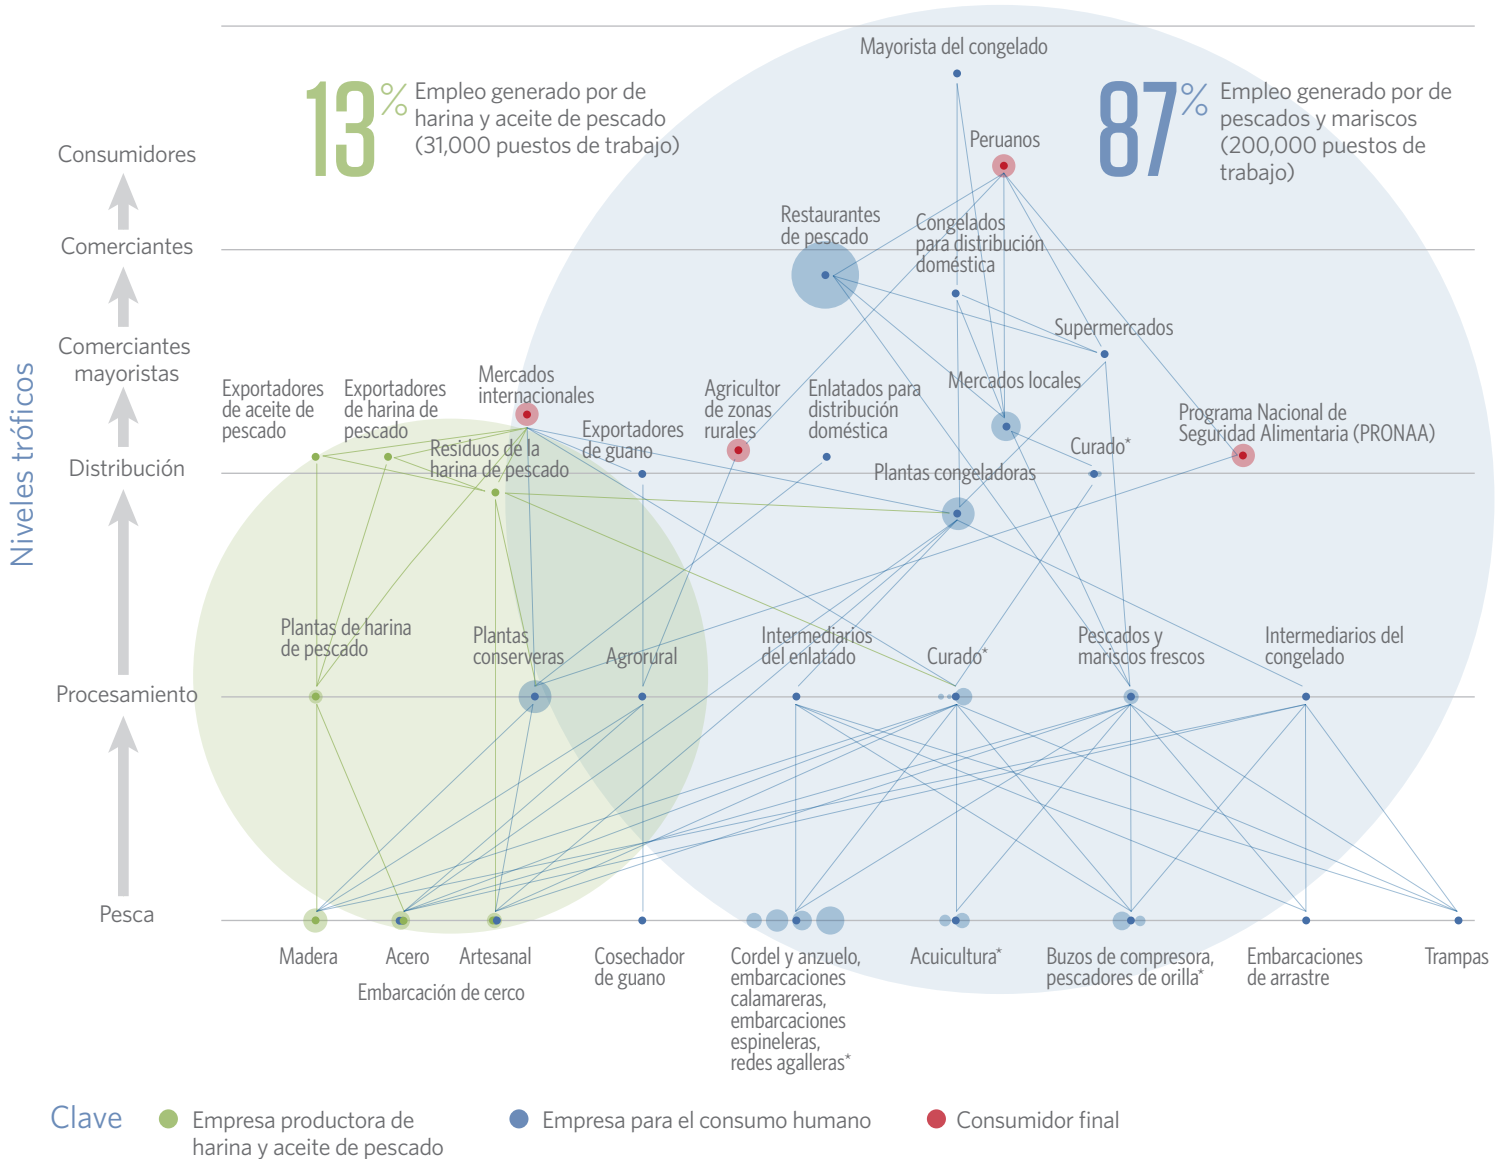 Mayorista del congelado
13%
Empleo generado por de
harina y aceite de pescado
(31,000 puestos de trabajo)
87%
Empleo generado por de
pescados y mariscos
(200,000 puestos de
trabajo)
Niveles tróficos
Consumidores
Comerciantes
Comerciantes
mayoristas
Distribución
Procesamiento
Pesca
Peruanos
Restaurantes
de pescado
Congelados
para distribución
doméstica
Supermercados
Exportadores
de aceite de
pescado
Exportadores
de harina de
pescado
Mercados
internacionales
Residuos de la
harina de pescado
Exportadores
de guano
Agricultor
de zonas
rurales
Enlatados para
distribución
doméstica
Mercados locales
Plantas congeladoras
Curado*
Programa Nacional de
Seguridad Alimentaria (PRONAA)
Plantas de harina
de pescado
Plantas
conserveras
Agrorural
Intermediarios
del enlatado
Curado*
Pescados y
mariscos frescos
Intermediarios del
congelado
Madera
Acero
Artesanal
Embarcación de cerco
Cosechador
de guano
Cordel y anzuelo,
embarcaciones
calamareras,
embarcaciones
espineleras,
redes agalleras*
Acuicultura*
Buzos de compresora,
pescadores de orilla*
Embarcaciones
de arrastre
Trampas
Clave
Empresa productora de
harina y aceite de pescado
Empresa para el consumo humano
Consumidor final